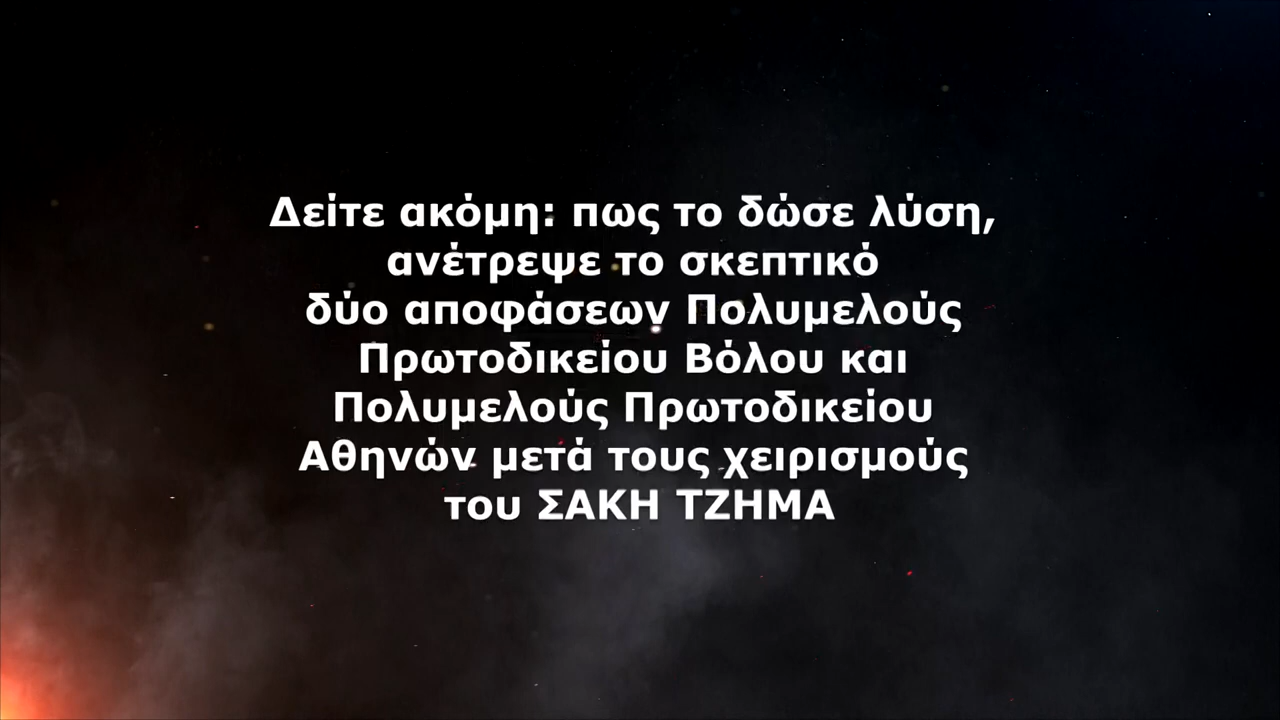 Δείτε ακόμη: πως το δώσε λύση,
ανέτρεψε το σκεπτικό
δύο αποφάσεων Πολυμελούς
Πρωτοδικείου Βόλου και
Πολυμελούς Πρωτοδικείου
Αθηνών μετά τους χειρισμούς
του ΣΑΚΗ ΤΖΗΜΑ